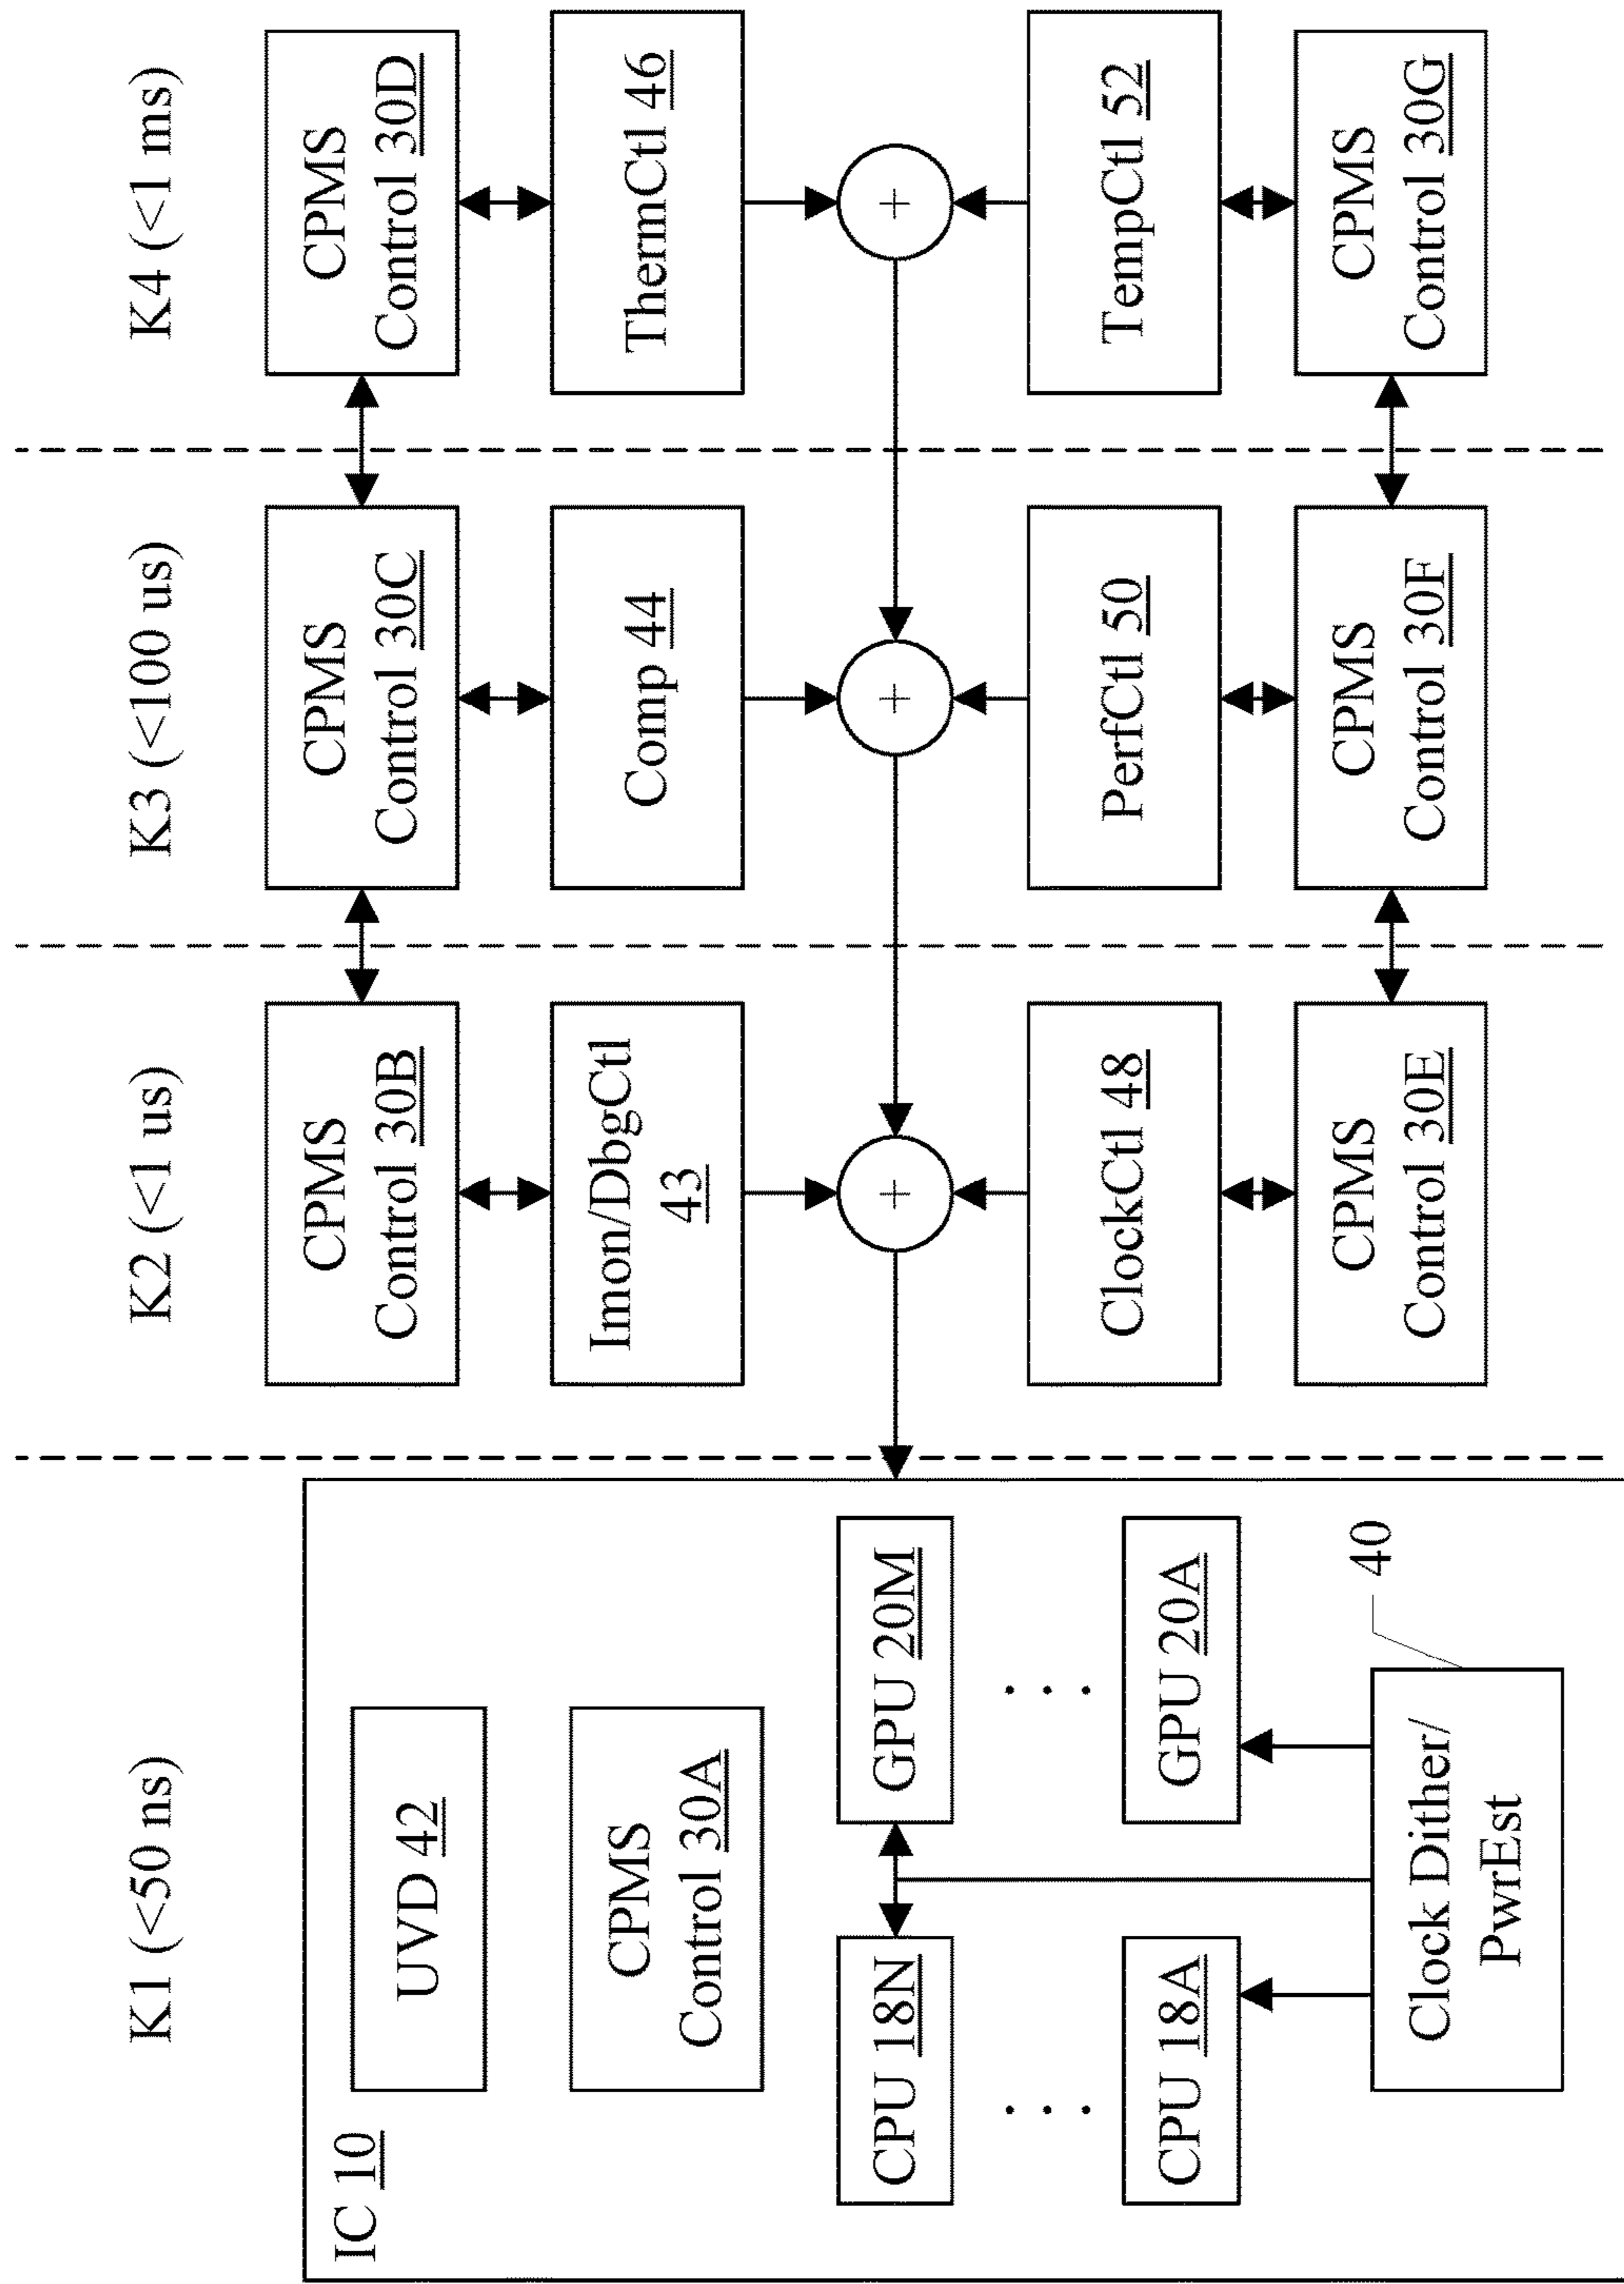 K1 (<50 ns)
K2 (<1 us)
K3 (<100 us)
K4 (<1 ms)
IC 10
UVD 42
CPMS
Control 30A
CPU 18N
GPU 20M
. . .
. . .
CPU 18A
GPU 20A
Clock Dither/
PwrEst
40
CPMS
Control 30B
Imon/DbgCtl
43
+
ClockCtl 48
CPMS
Control 30E
CPMS
Control 30C
Comp 44
+
PerfCtl 50
CPMS
Control 30F
CPMS
Control 30D
ThermCtl 46
+
TempCtl 52
CPMS
Control 30G